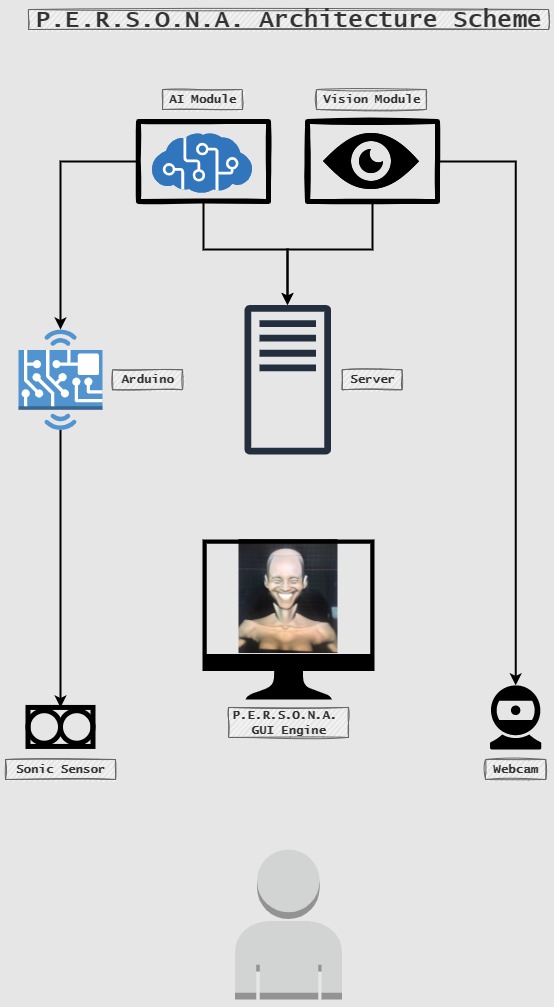 P.E.R.S.O.N.A. Architecture Scheme
AI Module
Vision Module
Arduino
Server
P.E.R.S.O.N.A.
GUI Engine
Sonic Sensor
Webcam